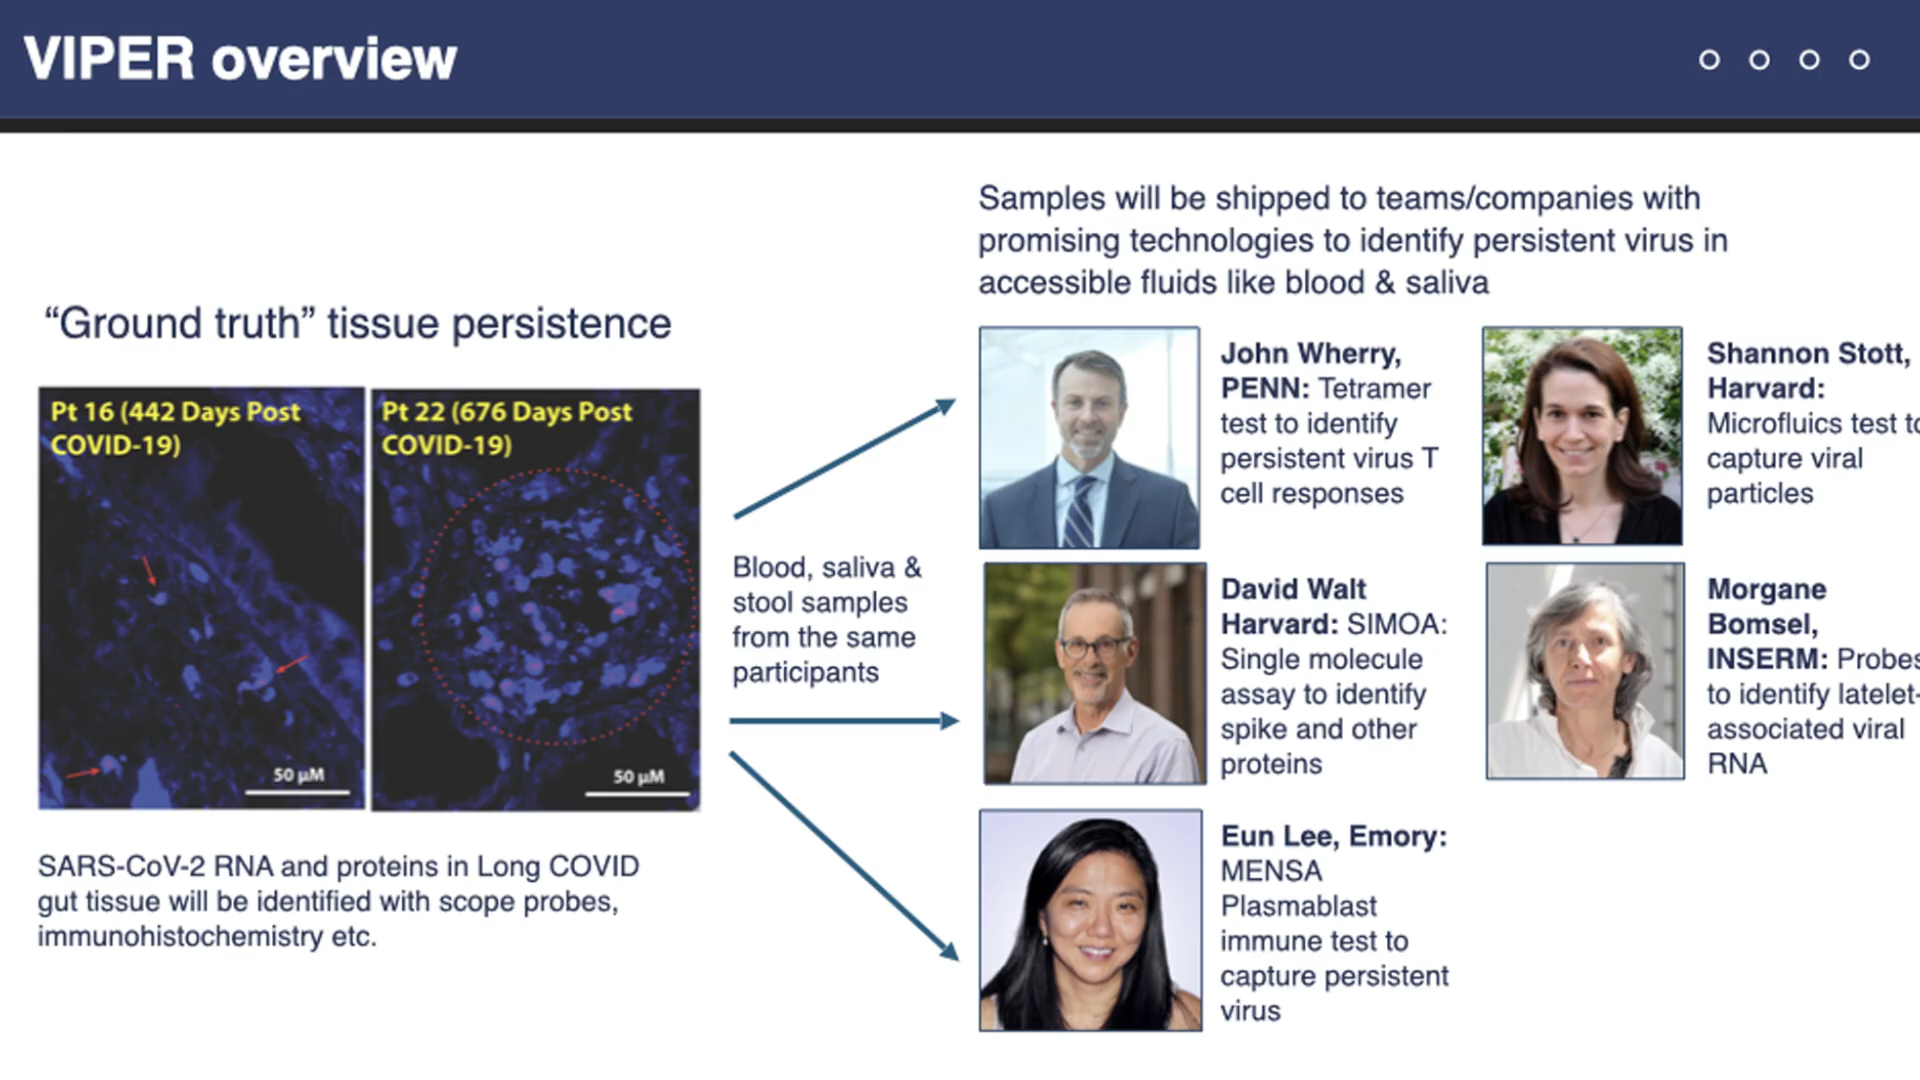 VIPER overview
Samples will be shipped to teams/companies with
promising technologies to identify persistent virus in
accessible fluids like blood & saliva
“Ground truth” tissue persistence
Pt 16 (442 Days Post
COVID-19)
50 µM
Pt 22 (676 Days Post
COVID-19)
50 µM
SARS-CoV-2 RNA and proteins in Long COVID
gut tissue will be identified with scope probes,
immunohistochemistry etc.
Blood, saliva &
stool samples
from the same
participants
John Wherry,
PENN: Tetramer
test to identify
persistent virus T
cell responses
Shannon Stott,
Harvard:
Microfluics test to
capture viral
particles
David Walt
Harvard: SIMOA:
Single molecule
assay to identify
spike and other
proteins
Morgane
Bomsel,
INSERM: Probes
to identify latelet-
associated viral
RNA
Eun Lee, Emory:
MENSA
Plasmablast
immune test to
capture persistent
virus